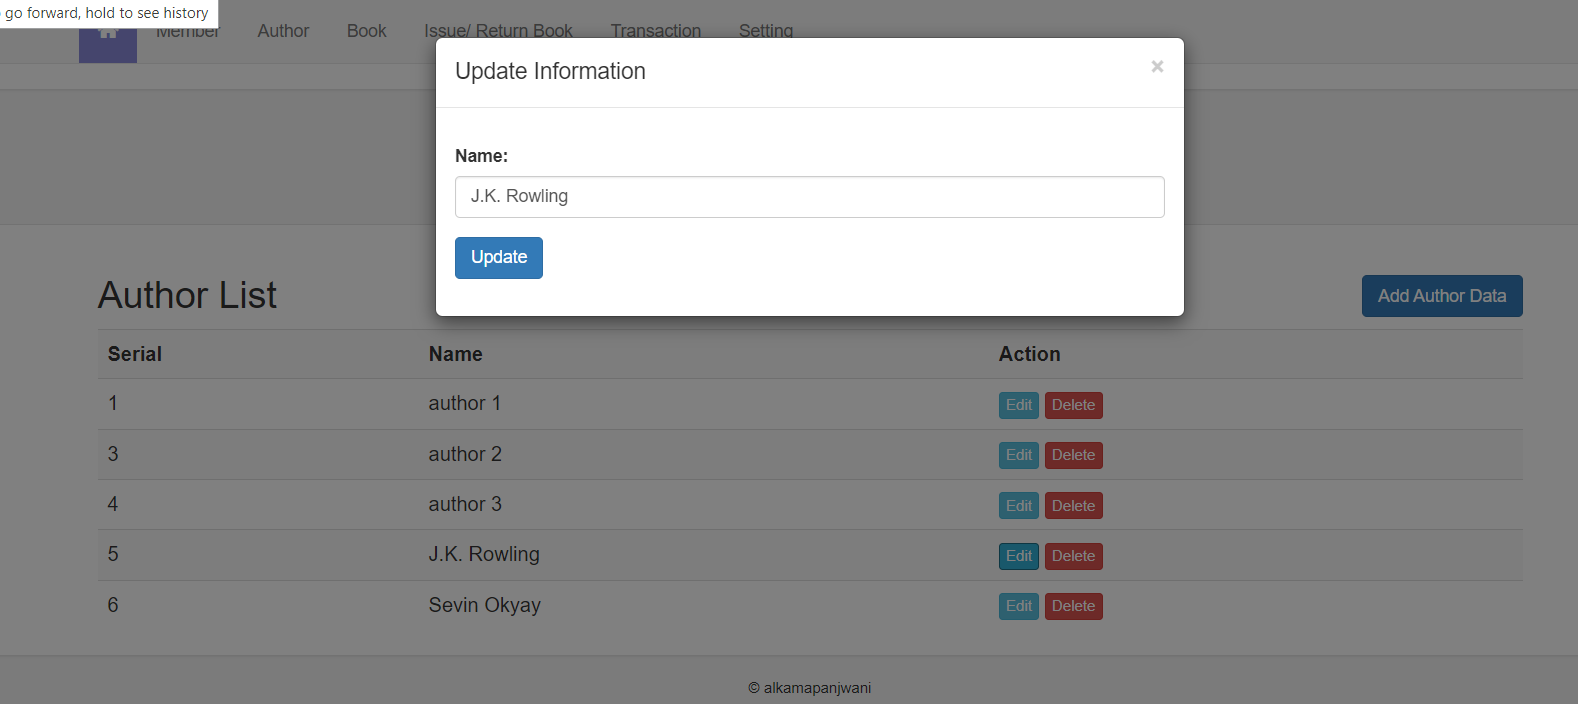 go forward, hold to see history
Member Author Book Issue/ Return Book Transaction Setting
Update Information ×
Name:
J.K. Rowling
Update
Author List
Add Author Data
Serial Name Action
1 author 1 Edit Delete
3 author 2 Edit Delete
4 author 3 Edit Delete
5 J.K. Rowling Edit Delete
6 Sevin Okyay Edit Delete
© alkamapanjwani